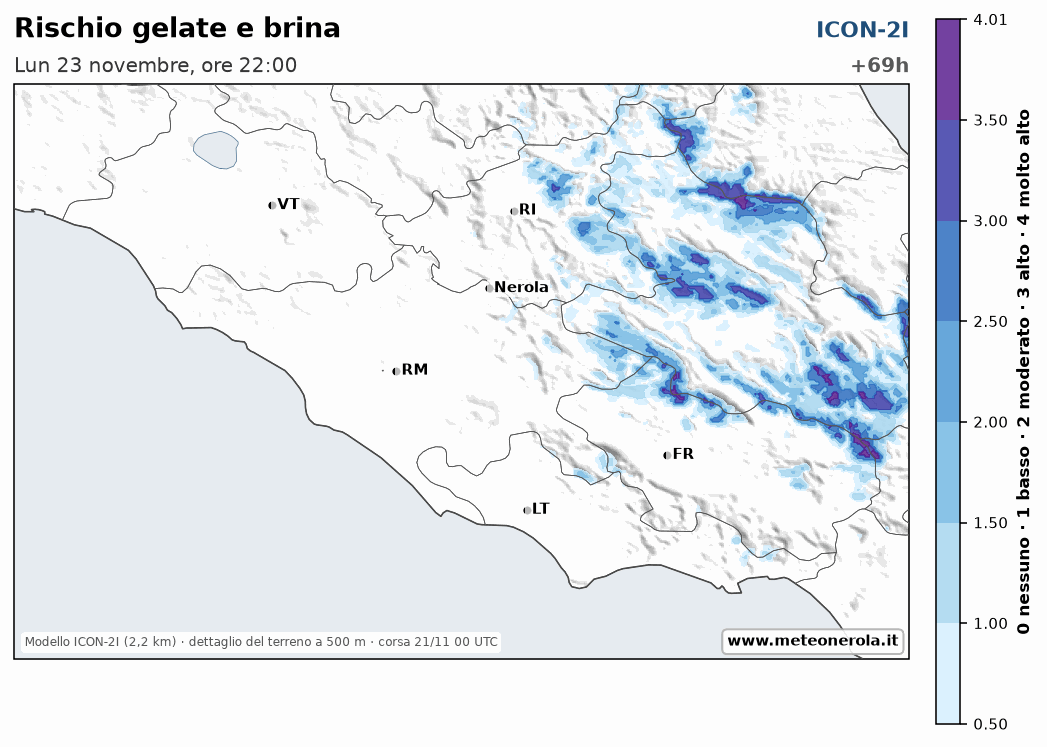 Rischio gelate e brina
ICON-2I
Lun 23 novembre, ore 22:00
+69h
VT
RI
Nerola
RM
FR
LT
Modello ICON-2I (2,2 km) · dettaglio del terreno a 500 m · corsa 21/11 00 UTC
www.meteonerola.it
4.01
3.50
3.00
2.50
2.00
1.50
1.00
0.50
0 nessuno · 1 basso · 2 moderato · 3 alto · 4 molto alto